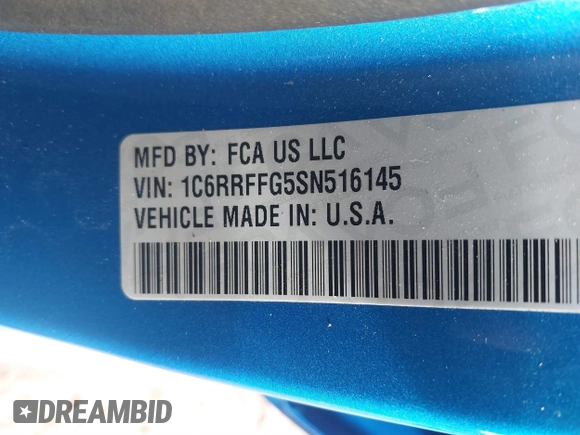 MFD BY: FCA US LLC
VIN: 1C6RRFFG5SN516145
VEHICLE MADE IN: U.S.A.
DREAMBID